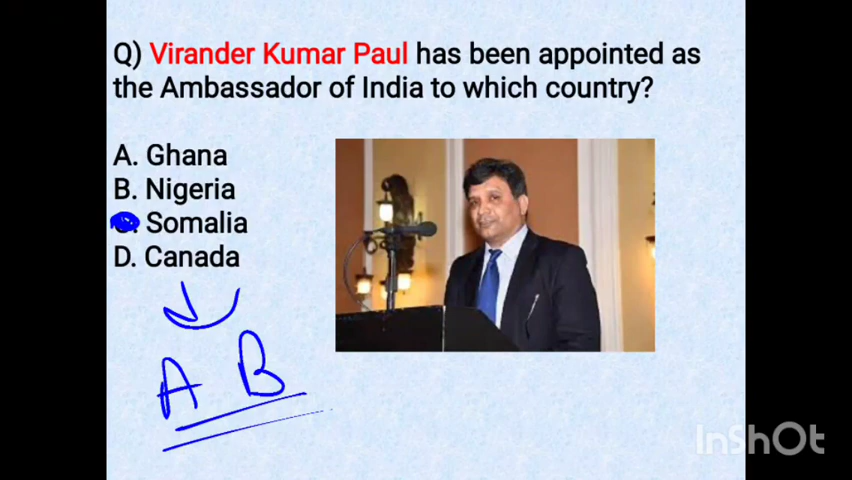 Q) Virander Kumar Paul has been appointed as
the Ambassador of India to which country?
A. Ghana
B. Nigeria
C. Somalia
D. Canada
A B
InShOt